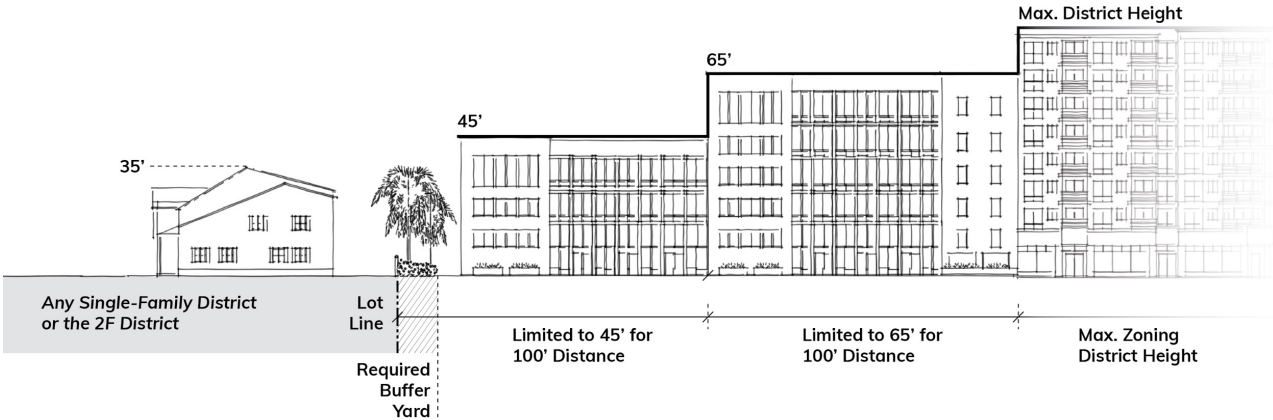 Max. District Height
65’
45’
35’
Any Single-Family District
or the 2F District
Lot
Line
Limited to 45’ for
100’ Distance
Limited to 65’ for
100’ Distance
Max. Zoning
District Height
Required
Buffer
Yard